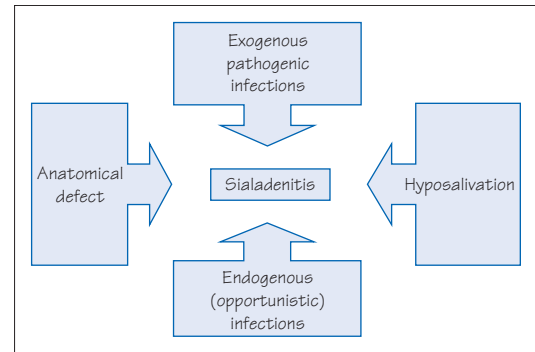 Exogenous
pathogenic
infections
Anatomical
defect
Sialadenitis
Hyposalivation
Endogenous
(opportunistic)
infections